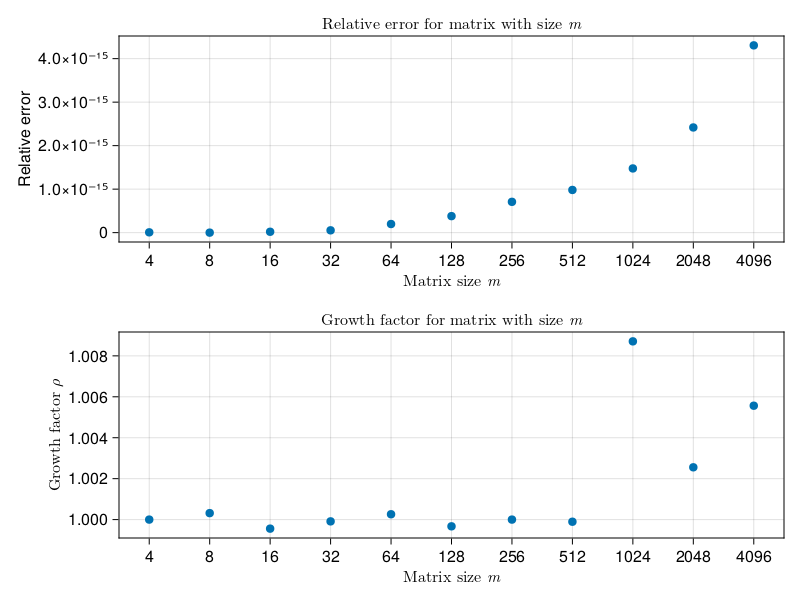 Relative error for matrix with size m
Relative error
4.0×10⁻¹⁵
3.0×10⁻¹⁵
2.0×10⁻¹⁵
1.0×10⁻¹⁵
0
4 8 16 32 64 128 256 512 1024 2048 4096
Matrix size m
Growth factor for matrix with size m
Growth factor ρ
1.008
1.006
1.004
1.002
1.000
4 8 16 32 64 128 256 512 1024 2048 4096
Matrix size m